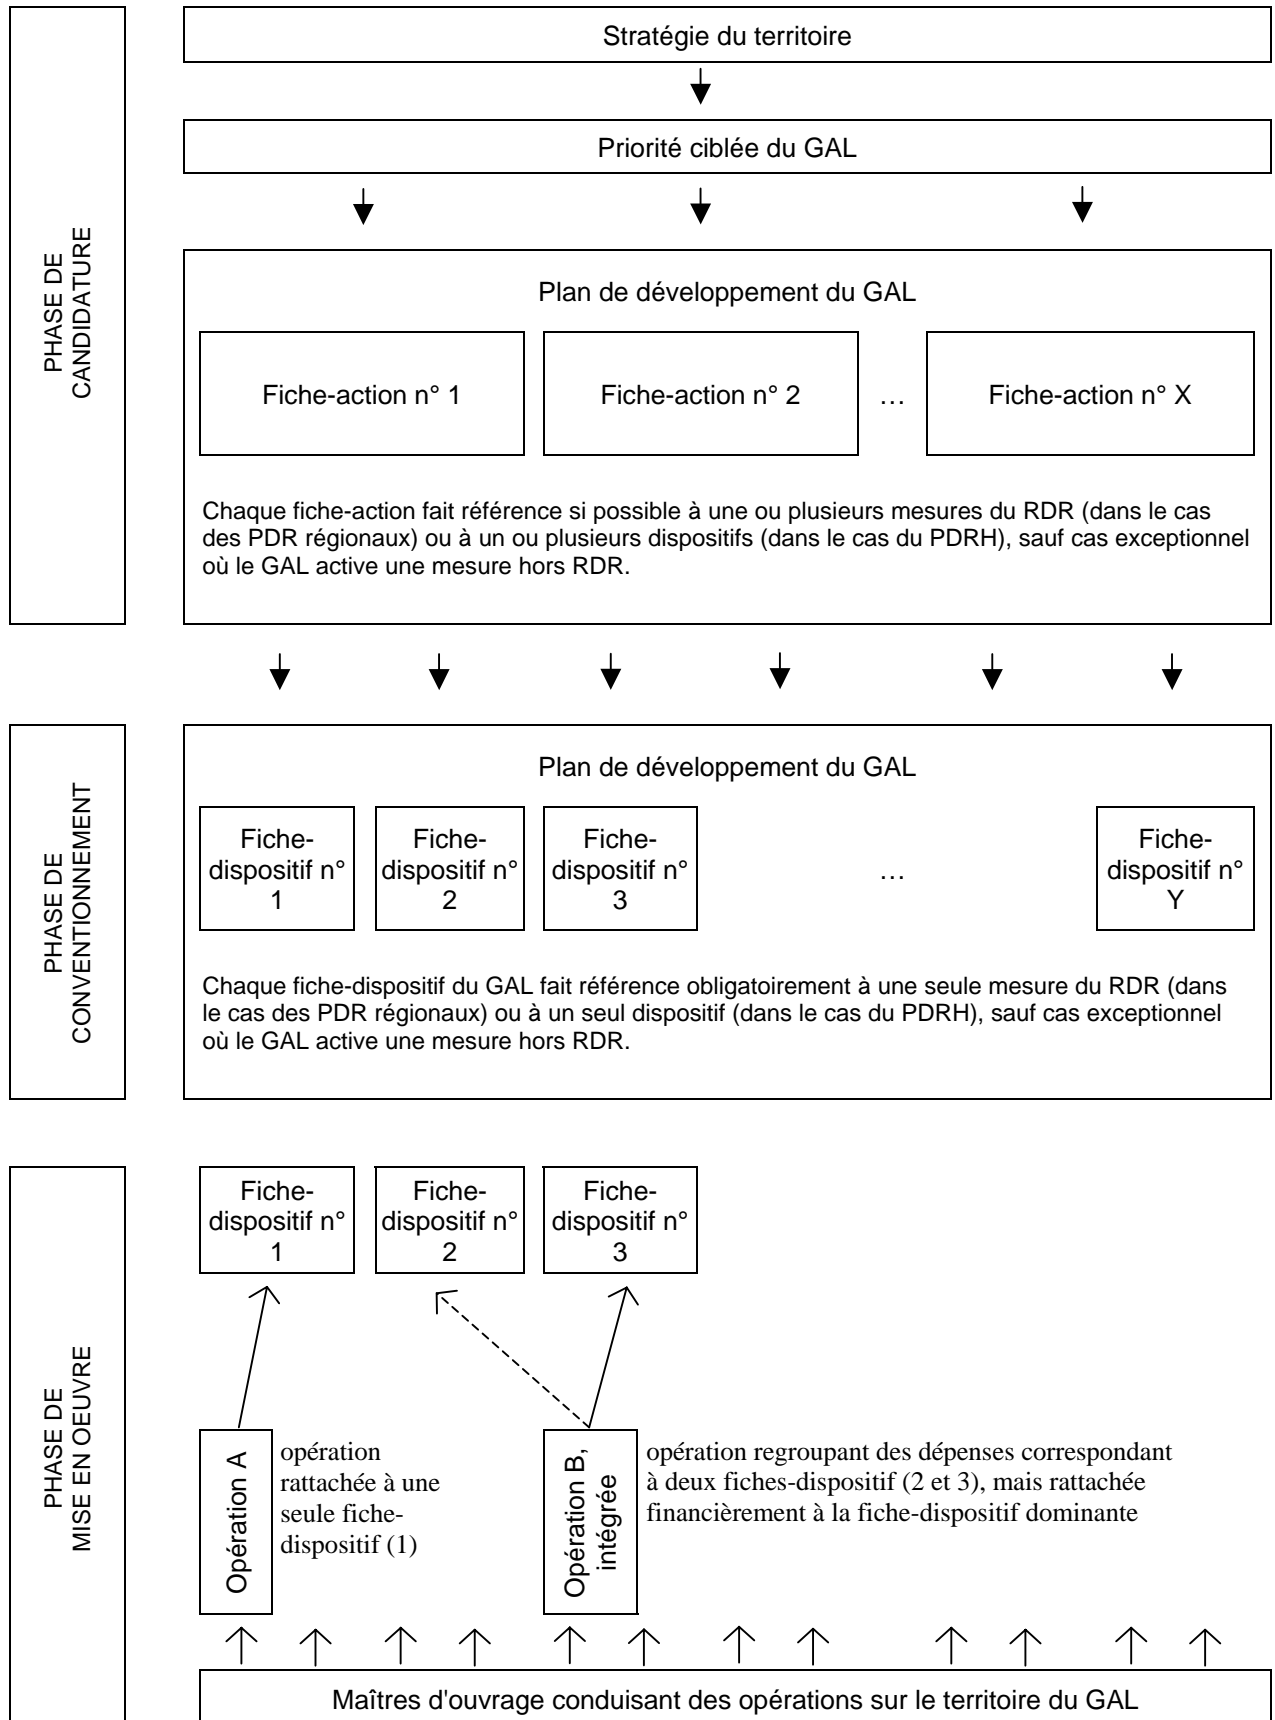 PHASE DE
CANDIDATURE
Stratégie du territoire
Priorité ciblée du GAL
Plan de développement du GAL
Fiche-action n° 1
Fiche-action n° 2
…
Fiche-action n° X
Chaque fiche-action fait référence si possible à une ou plusieurs mesures du RDR (dans le cas
des PDR régionaux) ou à un ou plusieurs dispositifs (dans le cas du PDRH), sauf cas exceptionnel
où le GAL active une mesure hors RDR.
PHASE DE
CONVENTIONNEMENT
Plan de développement du GAL
Fiche-
dispositif n°
1
Fiche-
dispositif n°
2
Fiche-
dispositif n°
3
…
Fiche-
dispositif n°
Y
Chaque fiche-dispositif du GAL fait référence obligatoirement à une seule mesure du RDR (dans
le cas des PDR régionaux) ou à un seul dispositif (dans le cas du PDRH), sauf cas exceptionnel
où le GAL active une mesure hors RDR.
PHASE DE
MISE EN OEUVRE
Fiche-
dispositif n°
1
Fiche-
dispositif n°
2
Fiche-
dispositif n°
3
Opération A
opération
rattachée à une
seule fiche-
dispositif (1)
Opération B,
intégrée
opération regroupant des dépenses correspondant
à deux fiches-dispositif (2 et 3), mais rattachée
financièrement à la fiche-dispositif dominante
Maîtres d'ouvrage conduisant des opérations sur le territoire du GAL